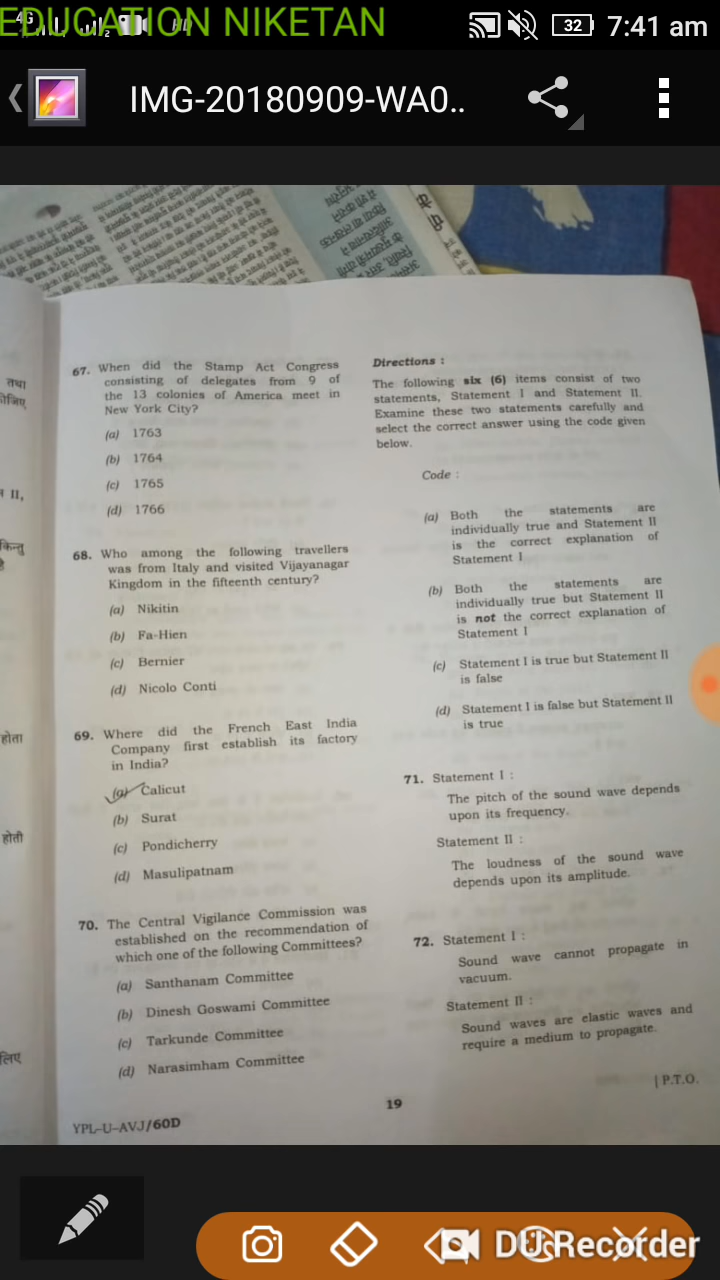 EDUCATION NIKETAN
4G
HD
32
7:41 am
IMG-20180909-WA0..
तथा
कीजिए
न II,
किन्तु
है
होता
होती
लिए
67. When did the Stamp Act Congress
consisting of delegates from 9 of
the 13 colonies of America meet in
New York City?
(a) 1763
(b) 1764
(c) 1765
(d) 1766
68. Who among the following travellers
was from Italy and visited Vijayanagar
Kingdom in the fifteenth century?
(a) Nikitin
(b) Fa-Hien
(c) Bernier
(d) Nicolo Conti
69. Where did the French East India
Company first establish its factory
in India?
(a) Calicut
(b) Surat
(c) Pondicherry
(d) Masulipatnam
70. The Central Vigilance Commission was
established on the recommendation of
which one of the following Committees?
(a) Santhanam Committee
(b) Dinesh Goswami Committee
(c) Tarkunde Committee
(d) Narasimham Committee
Directions :
The following six (6) items consist of two
statements, Statement I and Statement II.
Examine these two statements carefully and
select the correct answer using the code given
below.
Code :
(a) Both the statements are
individually true and Statement II
is the correct explanation of
Statement I
(b) Both the statements are
individually true but Statement II
is not the correct explanation of
Statement I
(c) Statement I is true but Statement II
is false
(d) Statement I is false but Statement II
is true
71. Statement I :
The pitch of the sound wave depends
upon its frequency.
Statement II :
The loudness of the sound wave
depends upon its amplitude.
72. Statement I :
Sound wave cannot propagate in
vacuum.
Statement II :
Sound waves are elastic waves and
require a medium to propagate.
YPL-U-AVJ/60D
19
[ P.T.O.
DU Recorder